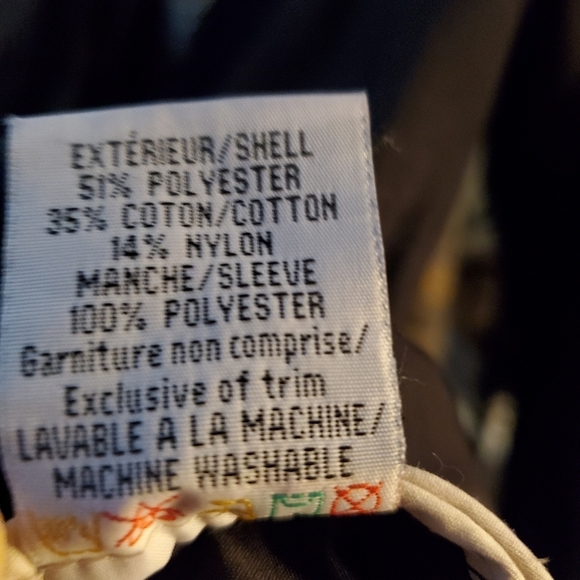 EXTÉRIEUR/SHELL
51% POLYESTER
35% COTON/COTTON
14% NYLON
MANCHE/SLEEVE
100% POLYESTER
Garniture non comprise/
Exclusive of trim
LAVABLE A LA MACHINE/
MACHINE WASHABLE